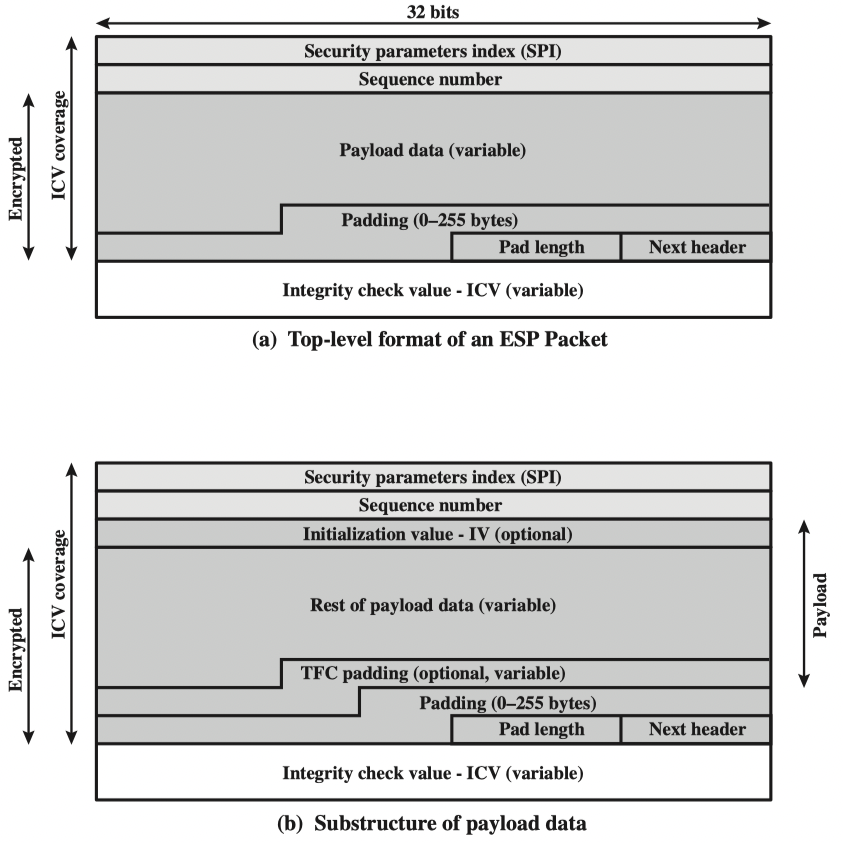 32 bits
Security parameters index (SPI)
Sequence number
Payload data (variable)
Padding (0–255 bytes)
Pad length
Next header
Integrity check value - ICV (variable)
Encrypted
ICV coverage
(a) Top-level format of an ESP Packet
Security parameters index (SPI)
Sequence number
Initialization value - IV (optional)
Rest of payload data (variable)
TFC padding (optional, variable)
Padding (0–255 bytes)
Pad length
Next header
Integrity check value - ICV (variable)
Encrypted
ICV coverage
Payload
(b) Substructure of payload data